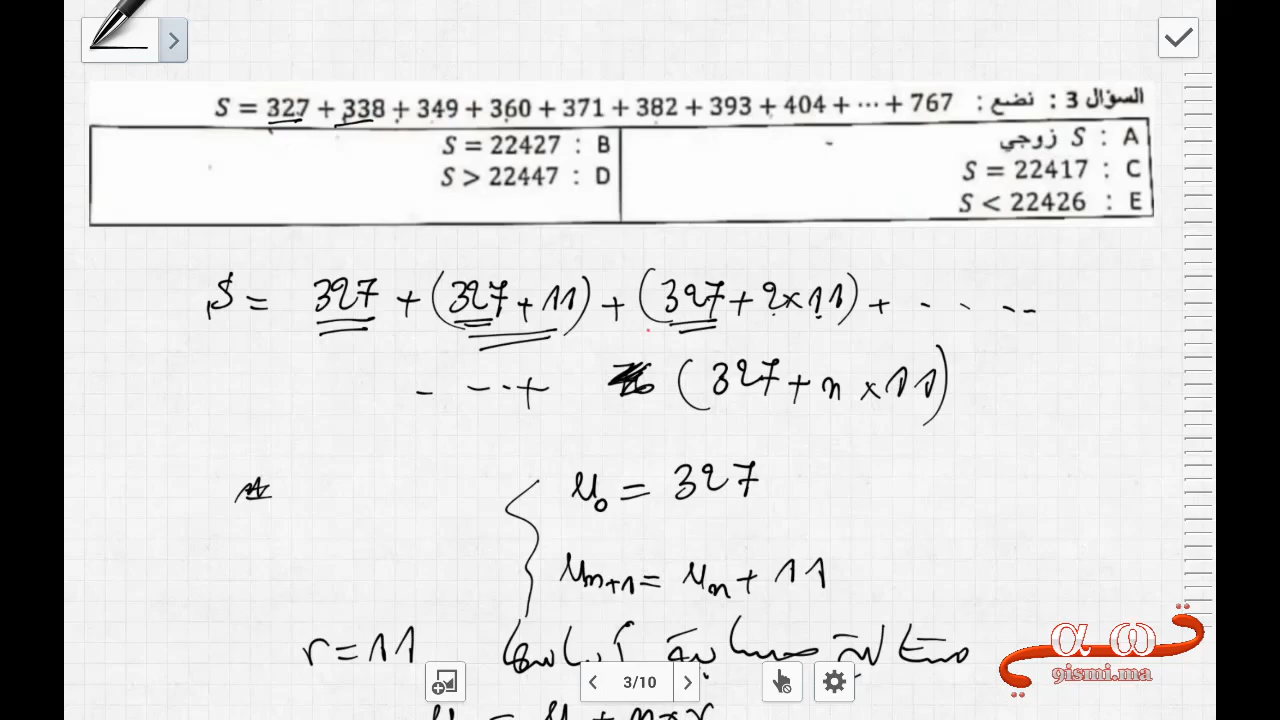 السؤال 3 : نضع : S = 327 + 338 + 349 + 360 + 371 + 382 + 393 + 404 + ⋯ + 767
A : S زوجي
B : S = 22427
C : S = 22417
D : S > 22447
E : S < 22426
S = 327 + (327 + 11) + (327 + 2×11) + - - - -
- - - + (327 + n × 11)
u₀ = 327
uₙ₊₁ = uₙ + 11
متتالية حسابية أساسها r = 11
3/10
α ω
9ismi.ma